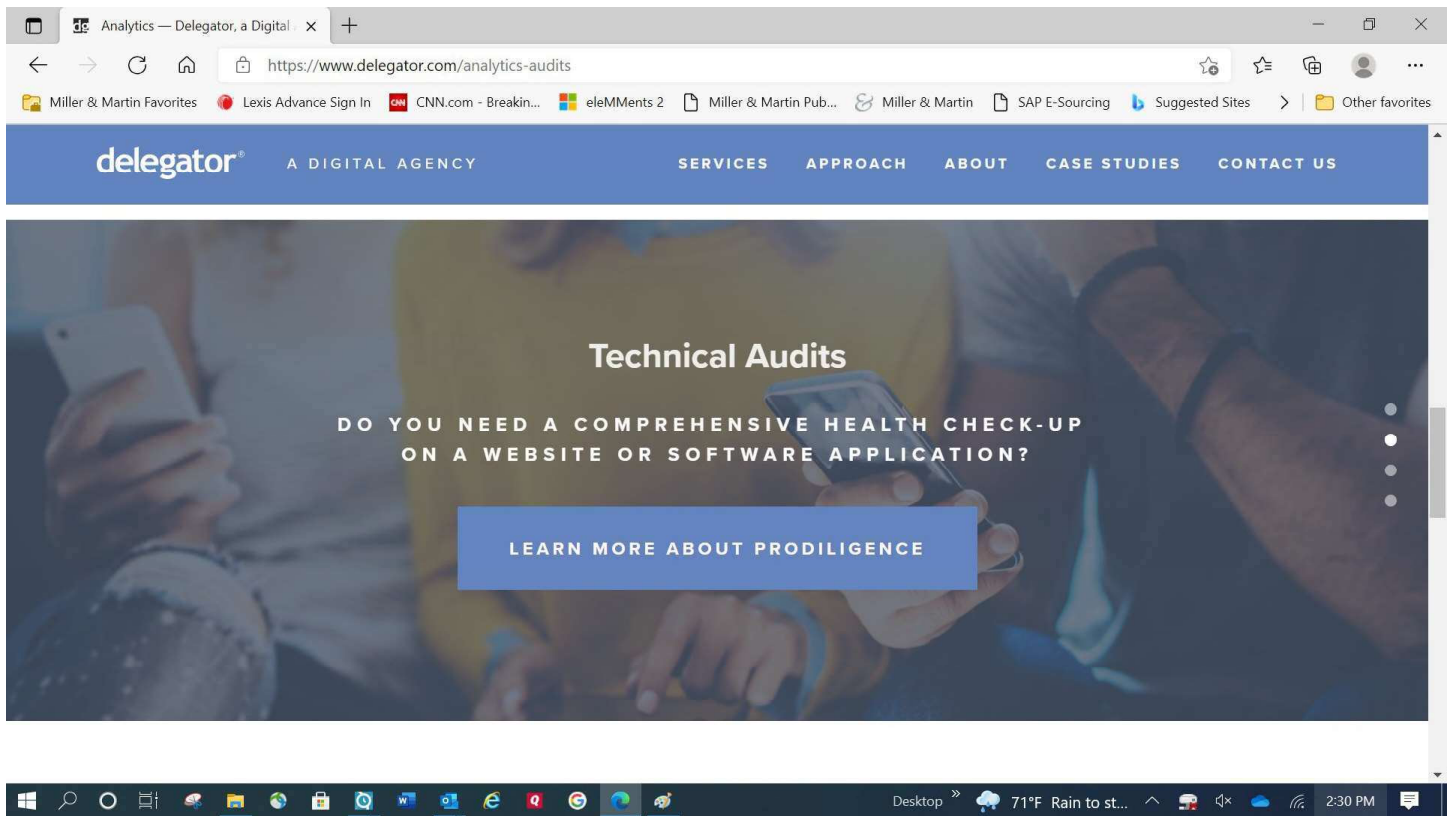 Analytics — Delegator, a Digital
https://www.delegator.com/analytics-audits
Miller & Martin Favorites Lexis Advance Sign In CNN CNN.com - Breakin... eleMMents 2 Miller & Martin Pub... Miller & Martin SAP E-Sourcing Suggested Sites Other favorites
delegator® A DIGITAL AGENCY SERVICES APPROACH ABOUT CASE STUDIES CONTACT US
Technical Audits
DO YOU NEED A COMPREHENSIVE HEALTH CHECK-UP
ON A WEBSITE OR SOFTWARE APPLICATION?
LEARN MORE ABOUT PRODILIGENCE
Desktop » 71°F Rain to st... 2:30 PM